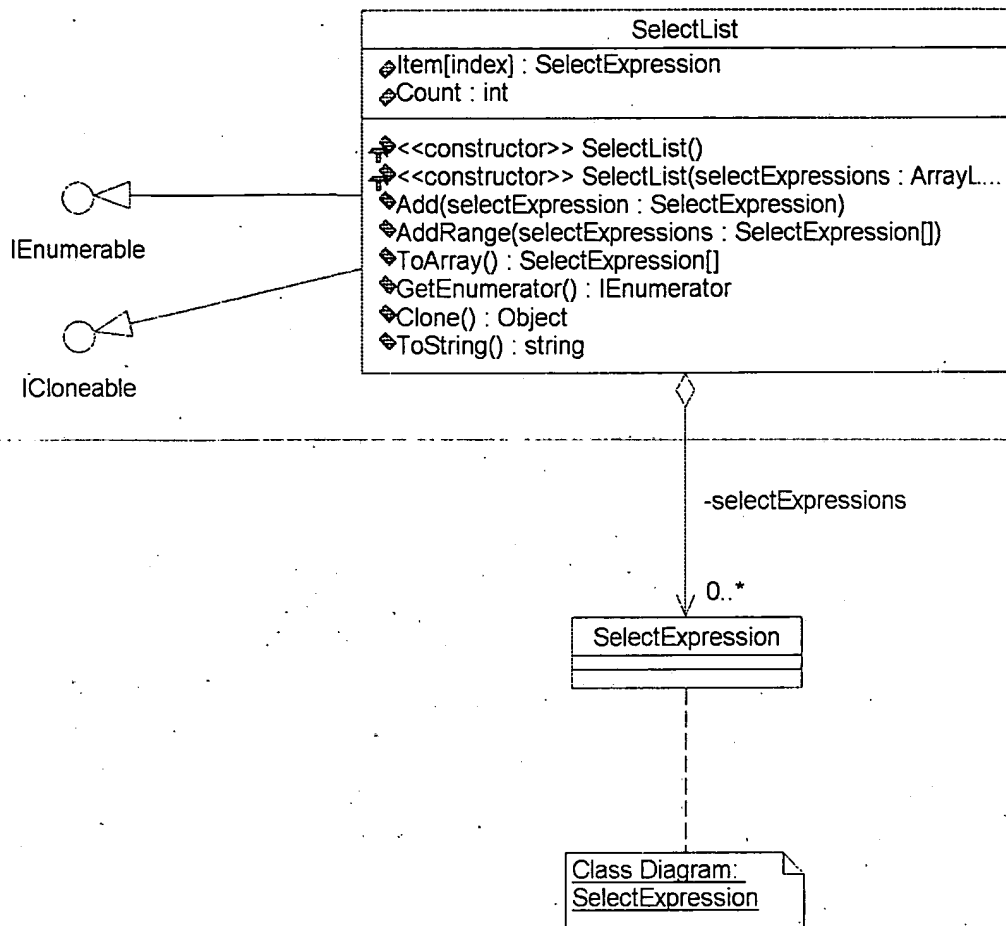 SelectList
Item[index] : SelectExpression
Count : int
<<constructor>> SelectList()
<<constructor>> SelectList(selectExpressions : ArrayL...
Add(selectExpression : SelectExpression)
AddRange(selectExpressions : SelectExpression[])
ToArray() : SelectExpression[]
GetEnumerator() : IEnumerator
Clone() : Object
ToString() : string
IEnumerable
ICloneable
-selectExpressions
0..*
SelectExpression
Class Diagram:
SelectExpression